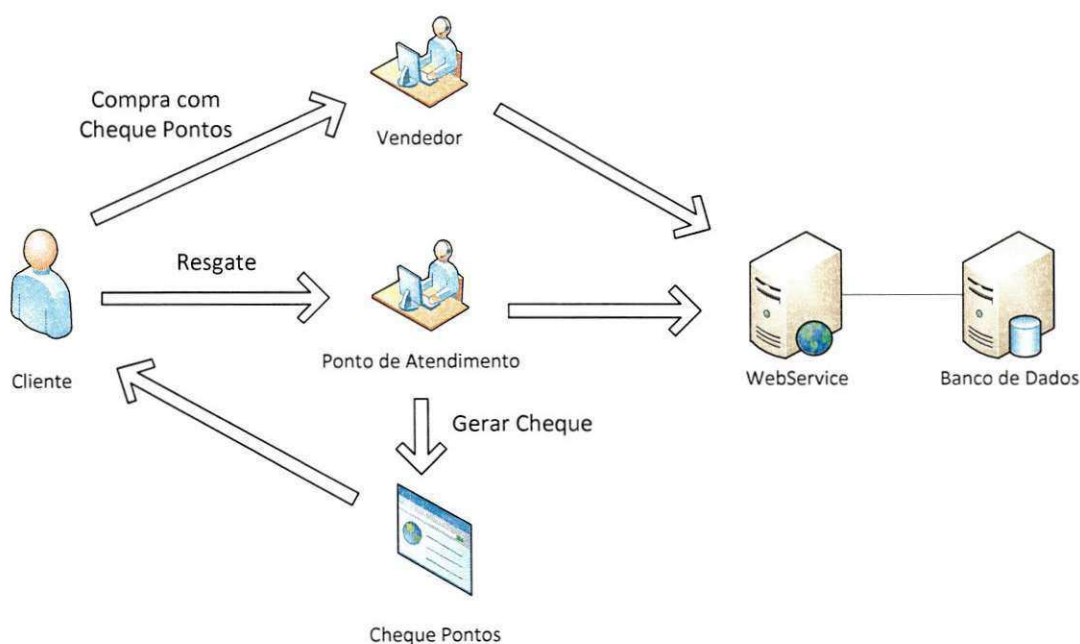 Compra com
Cheque Pontos
Vendedor
Resgate
Cliente
Ponto de Atendimento
WebService
Banco de Dados
Gerar Cheque
Cheque Pontos